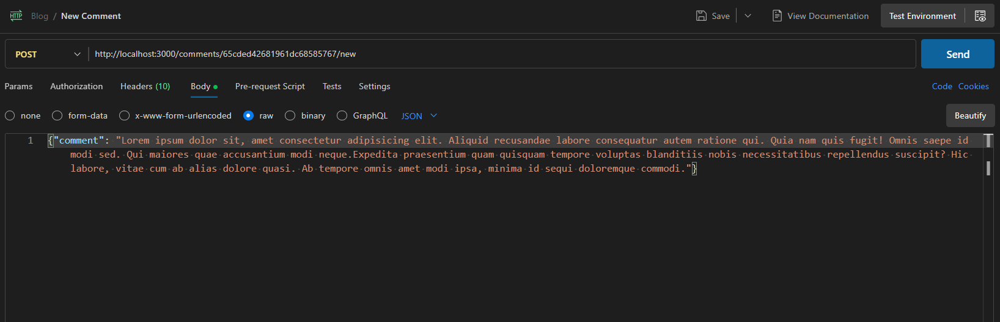 HTTP Blog / New Comment Save View Documentation Test Environment
POST http://localhost:3000/comments/65cded42681961dc68585767/new Send
Params Authorization Headers (10) Body Pre-request Script Tests Settings Code Cookies
none form-data x-www-form-urlencoded raw binary GraphQL JSON Beautify
1 {"comment": "Lorem ipsum dolor sit, amet consectetur adipisicing elit. Aliquid recusandae labore consequatur autem ratione qui. Quia nam quis fugit! Omnis saepe id
modi sed. Qui maiores quae accusantium modi neque.Expedita praesentium quam quisquam tempore voluptas blanditiis nobis necessitatibus repellendus suscipit? Hic
labore, vitae cum ab alias dolore quasi. Ab tempore omnis amet modi ipsa, minima id sequi doloremque commodi."}